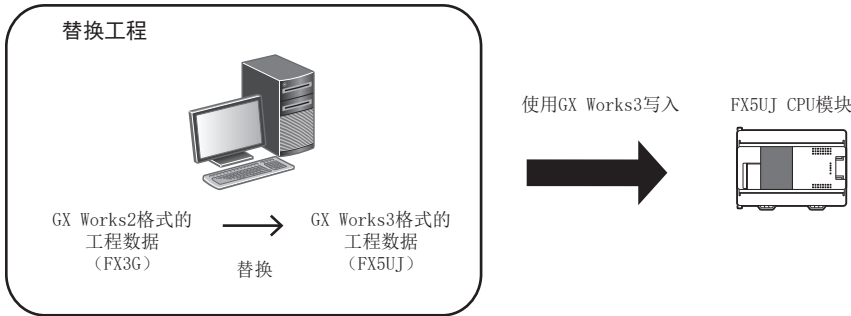 替换工程
使用GX Works3写入
FX5UJ CPU模块
GX Works2格式的
工程数据
（FX3G）
替换
GX Works3格式的
工程数据
（FX5UJ）